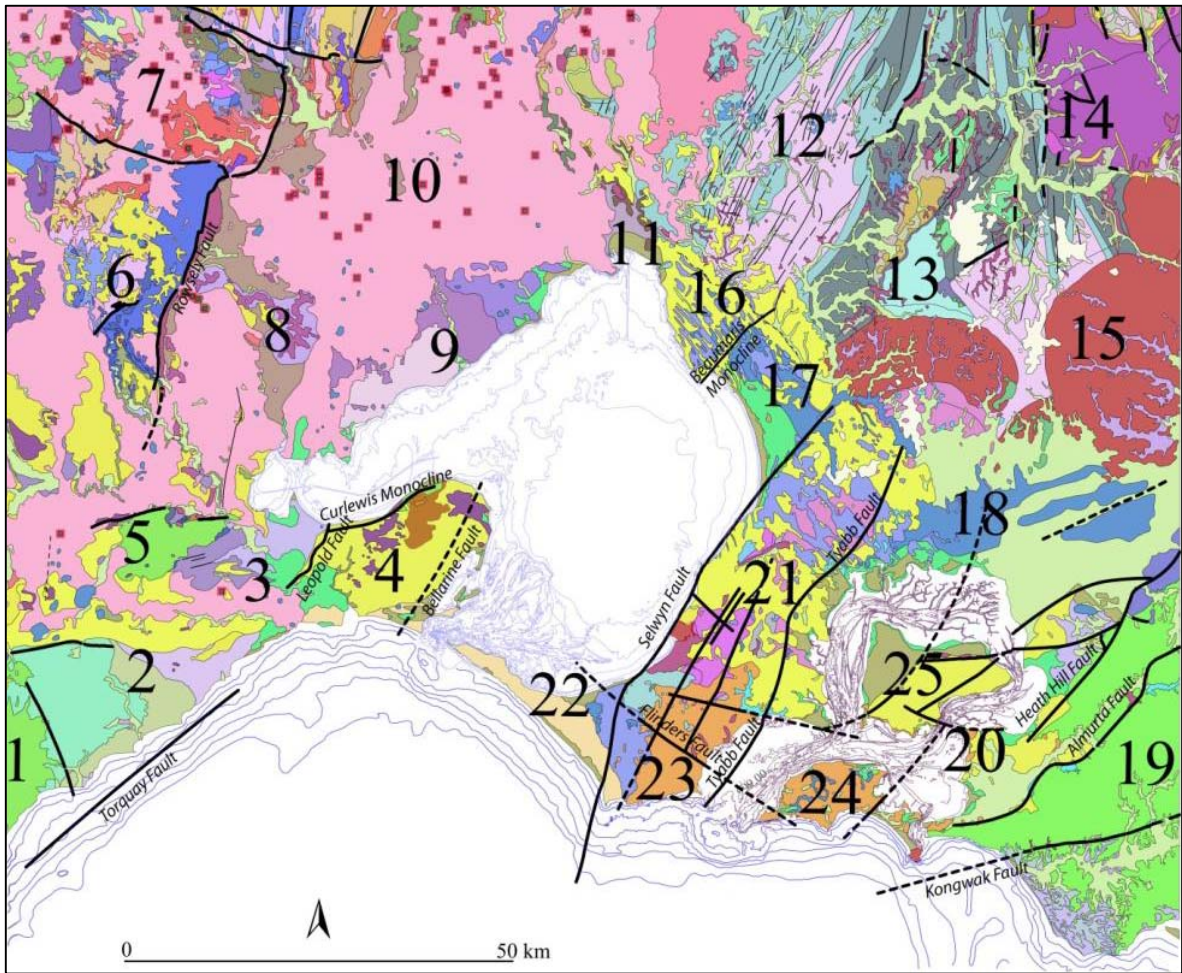 7
12
14
10
Rowsley Fault
11
6
16
13
15
8
9
Beaumaris
Monocline
17
Curlewis Monocline
Tyabb Fault
18
5
3
Leopold Fault
4
Bellarine Fault
21
Selwyn Fault
2
22
25
Heath Hill Fault
Almurta Fault
1
Torquay Fault
Flinders Fault
Tyabb Fault
20
19
23
24
Kongwak Fault
0
50 km